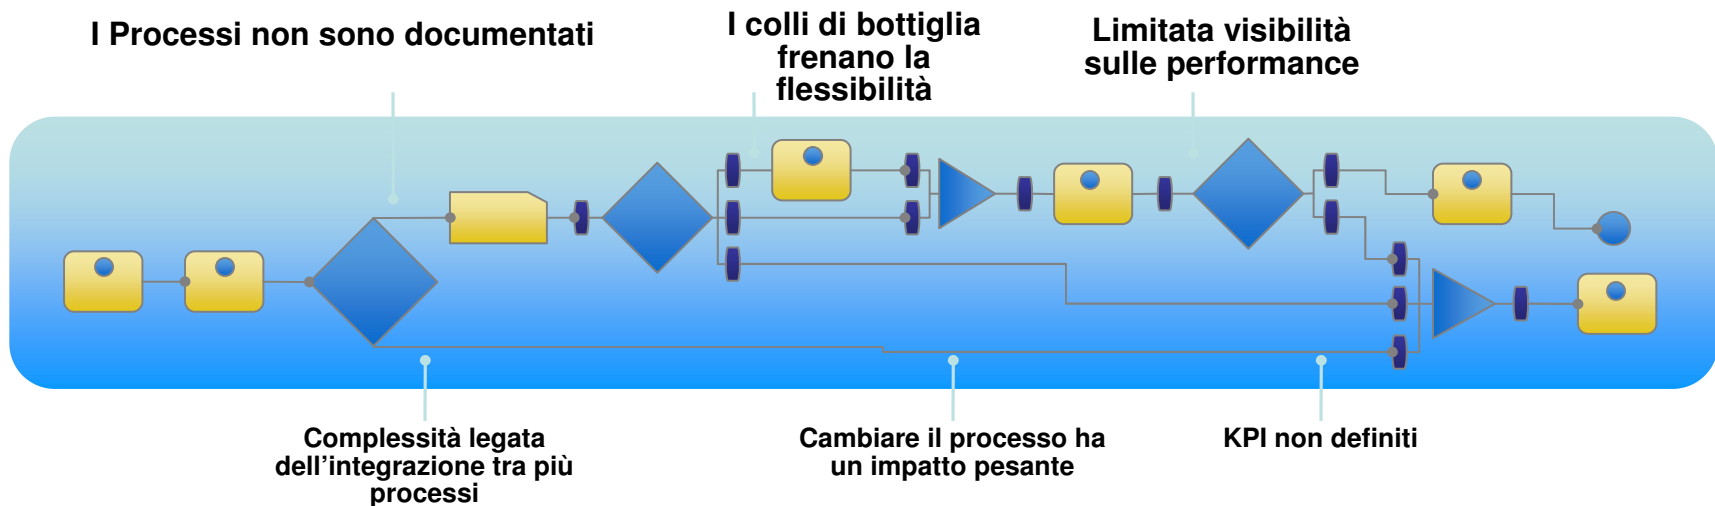 I Processi non sono documentati
I colli di bottiglia
frenano la
flessibilità
Limitata visibilità
sulle performance
Complessità legata
dell’integrazione tra più
processi
Cambiare il processo ha
un impatto pesante
KPI non definiti